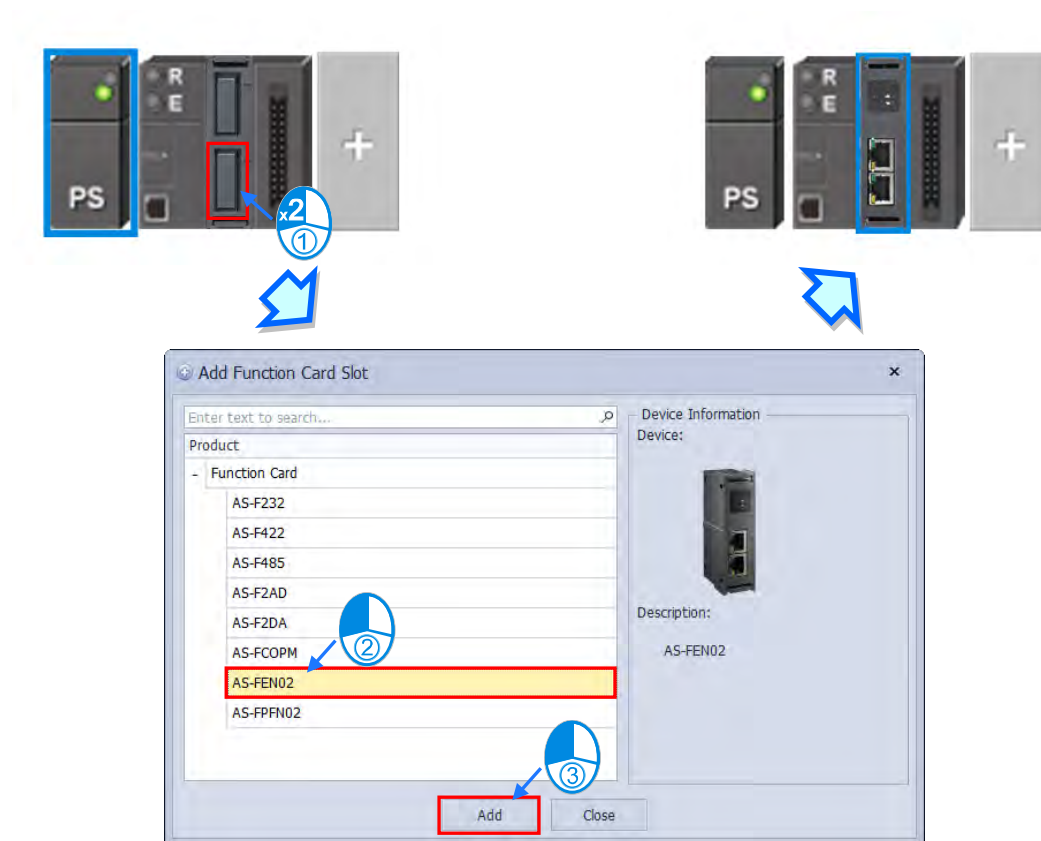 R
E
+
PS
x2
①
R
E
+
PS
Add Function Card Slot
×
Enter text to search...
Product
- Function Card
AS-F232
AS-F422
AS-F485
AS-F2AD
AS-F2DA
AS-FCOPM
AS-FEN02
AS-FPFN02
②
③
Device Information
Device:
Description:
AS-FEN02
Add
Close